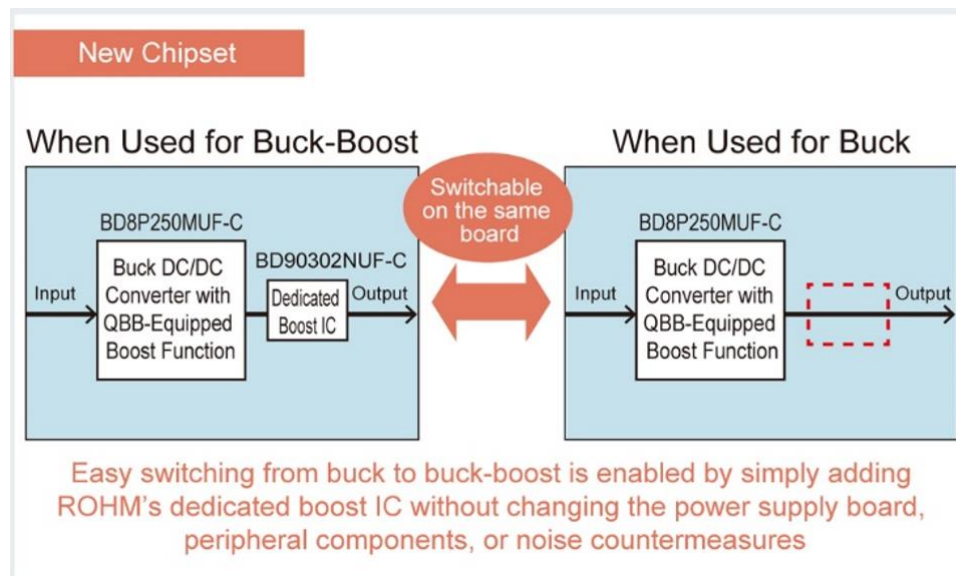 New Chipset
When Used for Buck-Boost
BD8P250MUF-C
Buck DC/DC
Converter with
QBB-Equipped
Boost Function
BD90302NUF-C
Dedicated
Boost IC
Input
Output
Switchable
on the same
board
When Used for Buck
BD8P250MUF-C
Buck DC/DC
Converter with
QBB-Equipped
Boost Function
Input
Output
Easy switching from buck to buck-boost is enabled by simply adding
ROHM's dedicated boost IC without changing the power supply board,
peripheral components, or noise countermeasures